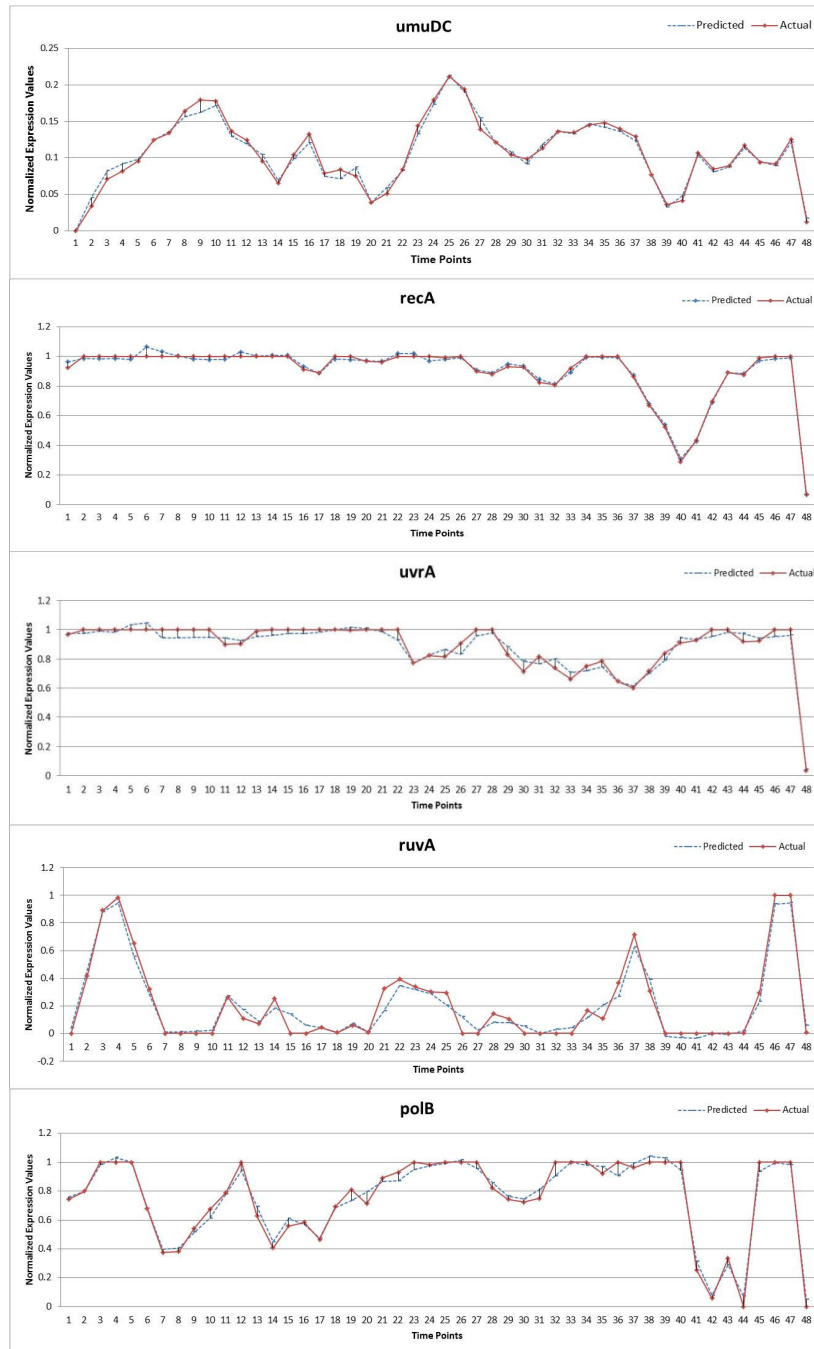 umuDC
Predicted Actual
Normalized Expression Values
0.25
0.2
0.15
0.1
0.05
0
1 2 3 4 5 6 7 8 9 10 11 12 13 14 15 16 17 18 19 20 21 22 23 24 25 26 27 28 29 30 31 32 33 34 35 36 37 38 39 40 41 42 43 44 45 46 47 48
Time Points
recA
Predicted Actual
Normalized Expression Values
1.2
1
0.8
0.6
0.4
0.2
0
1 2 3 4 5 6 7 8 9 10 11 12 13 14 15 16 17 18 19 20 21 22 23 24 25 26 27 28 29 30 31 32 33 34 35 36 37 38 39 40 41 42 43 44 45 46 47 48
Time Points
uvrA
Predicted Actual
Normalized Expression Values
1.2
1
0.8
0.6
0.4
0.2
0
1 2 3 4 5 6 7 8 9 10 11 12 13 14 15 16 17 18 19 20 21 22 23 24 25 26 27 28 29 30 31 32 33 34 35 36 37 38 39 40 41 42 43 44 45 46 47 48
Time Points
ruvA
Predicted Actual
Normalized Expression Values
1.2
1
0.8
0.6
0.4
0.2
0
-0.2
1 2 3 4 5 6 7 8 9 10 11 12 13 14 15 16 17 18 19 20 21 22 23 24 25 26 27 28 29 30 31 32 33 34 35 36 37 38 39 40 41 42 43 44 45 46 47 48
Time Points
polB
Predicted Actual
Normalized Expression Values
1.2
1
0.8
0.6
0.4
0.2
0
1 2 3 4 5 6 7 8 9 10 11 12 13 14 15 16 17 18 19 20 21 22 23 24 25 26 27 28 29 30 31 32 33 34 35 36 37 38 39 40 41 42 43 44 45 46 47 48
Time Points